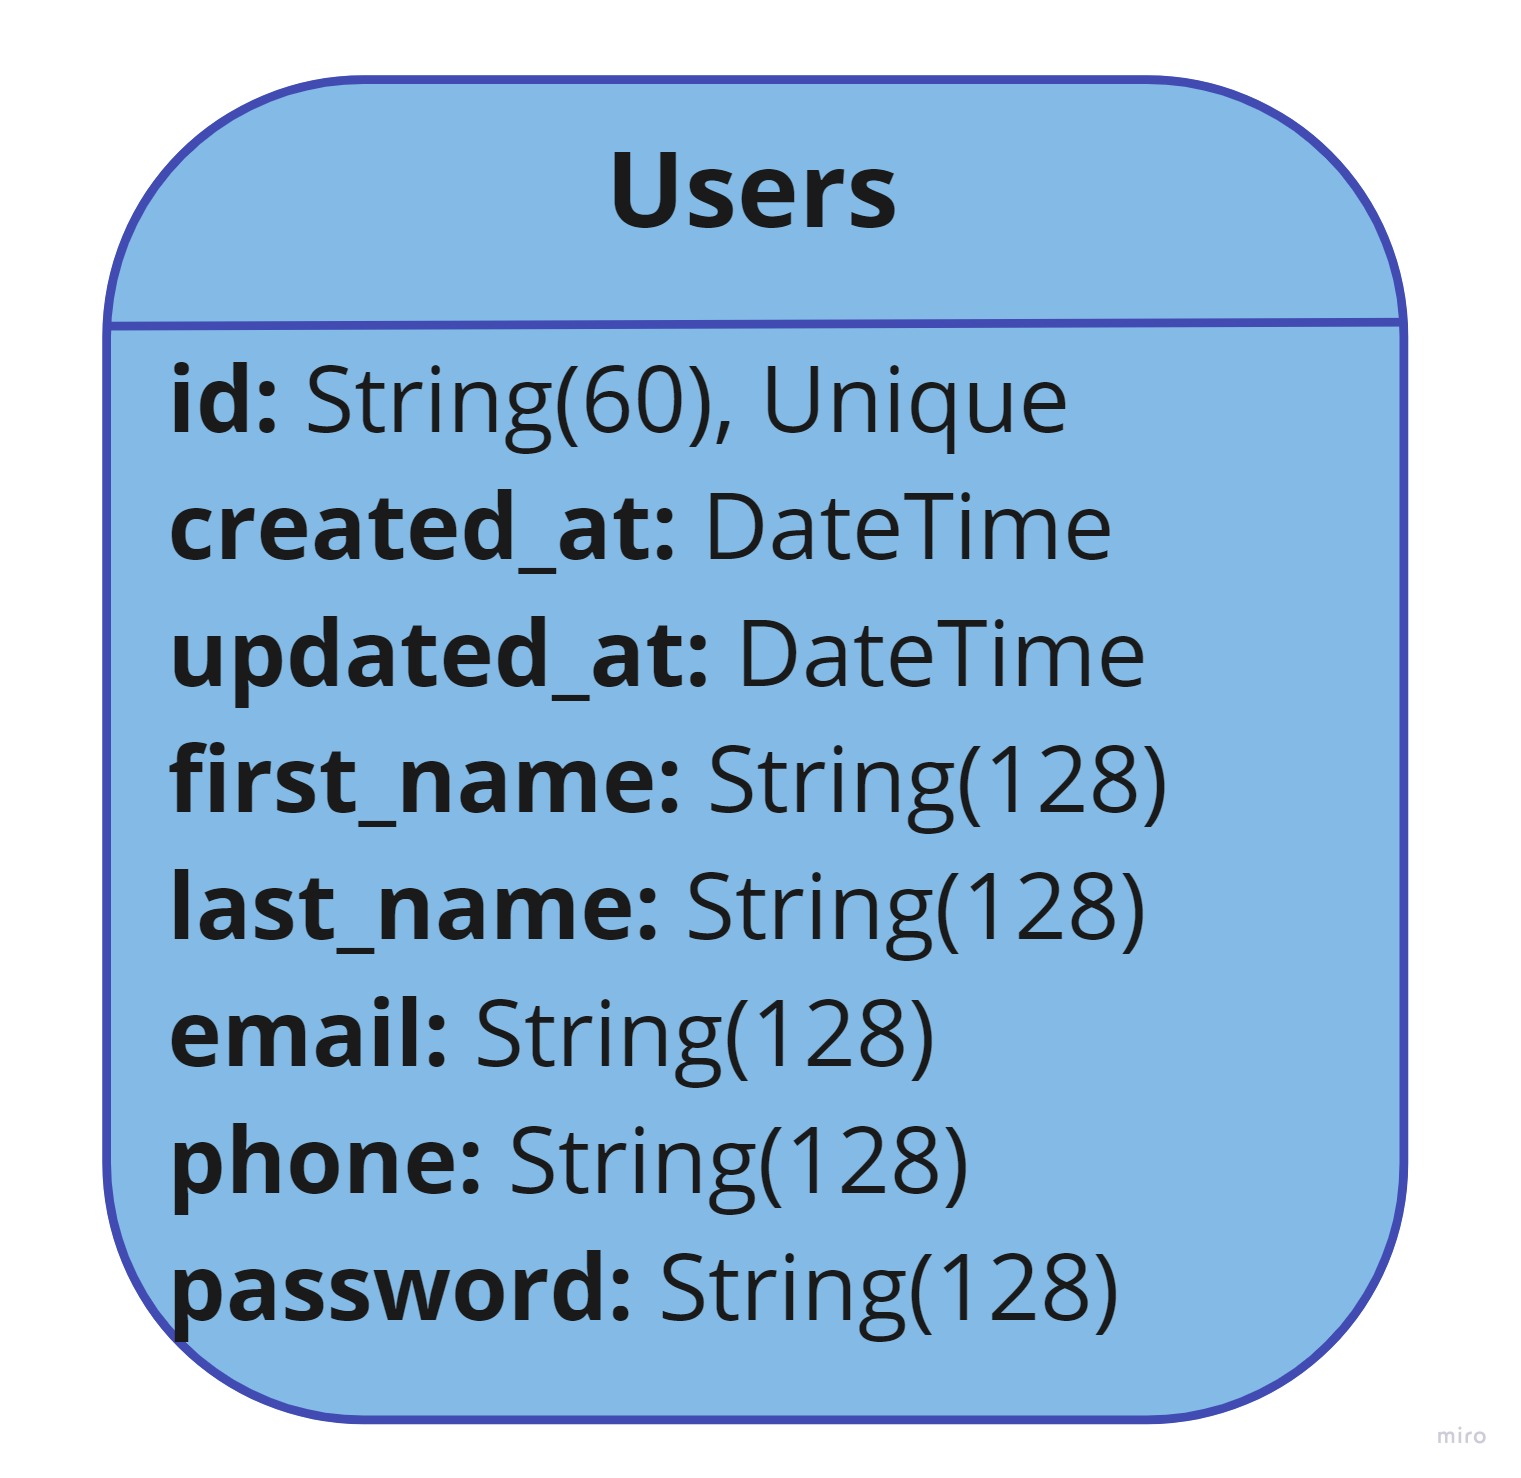 Users
id: String(60), Unique
created_at: DateTime
updated_at: DateTime
first_name: String(128)
last_name: String(128)
email: String(128)
phone: String(128)
password: String(128)
miro